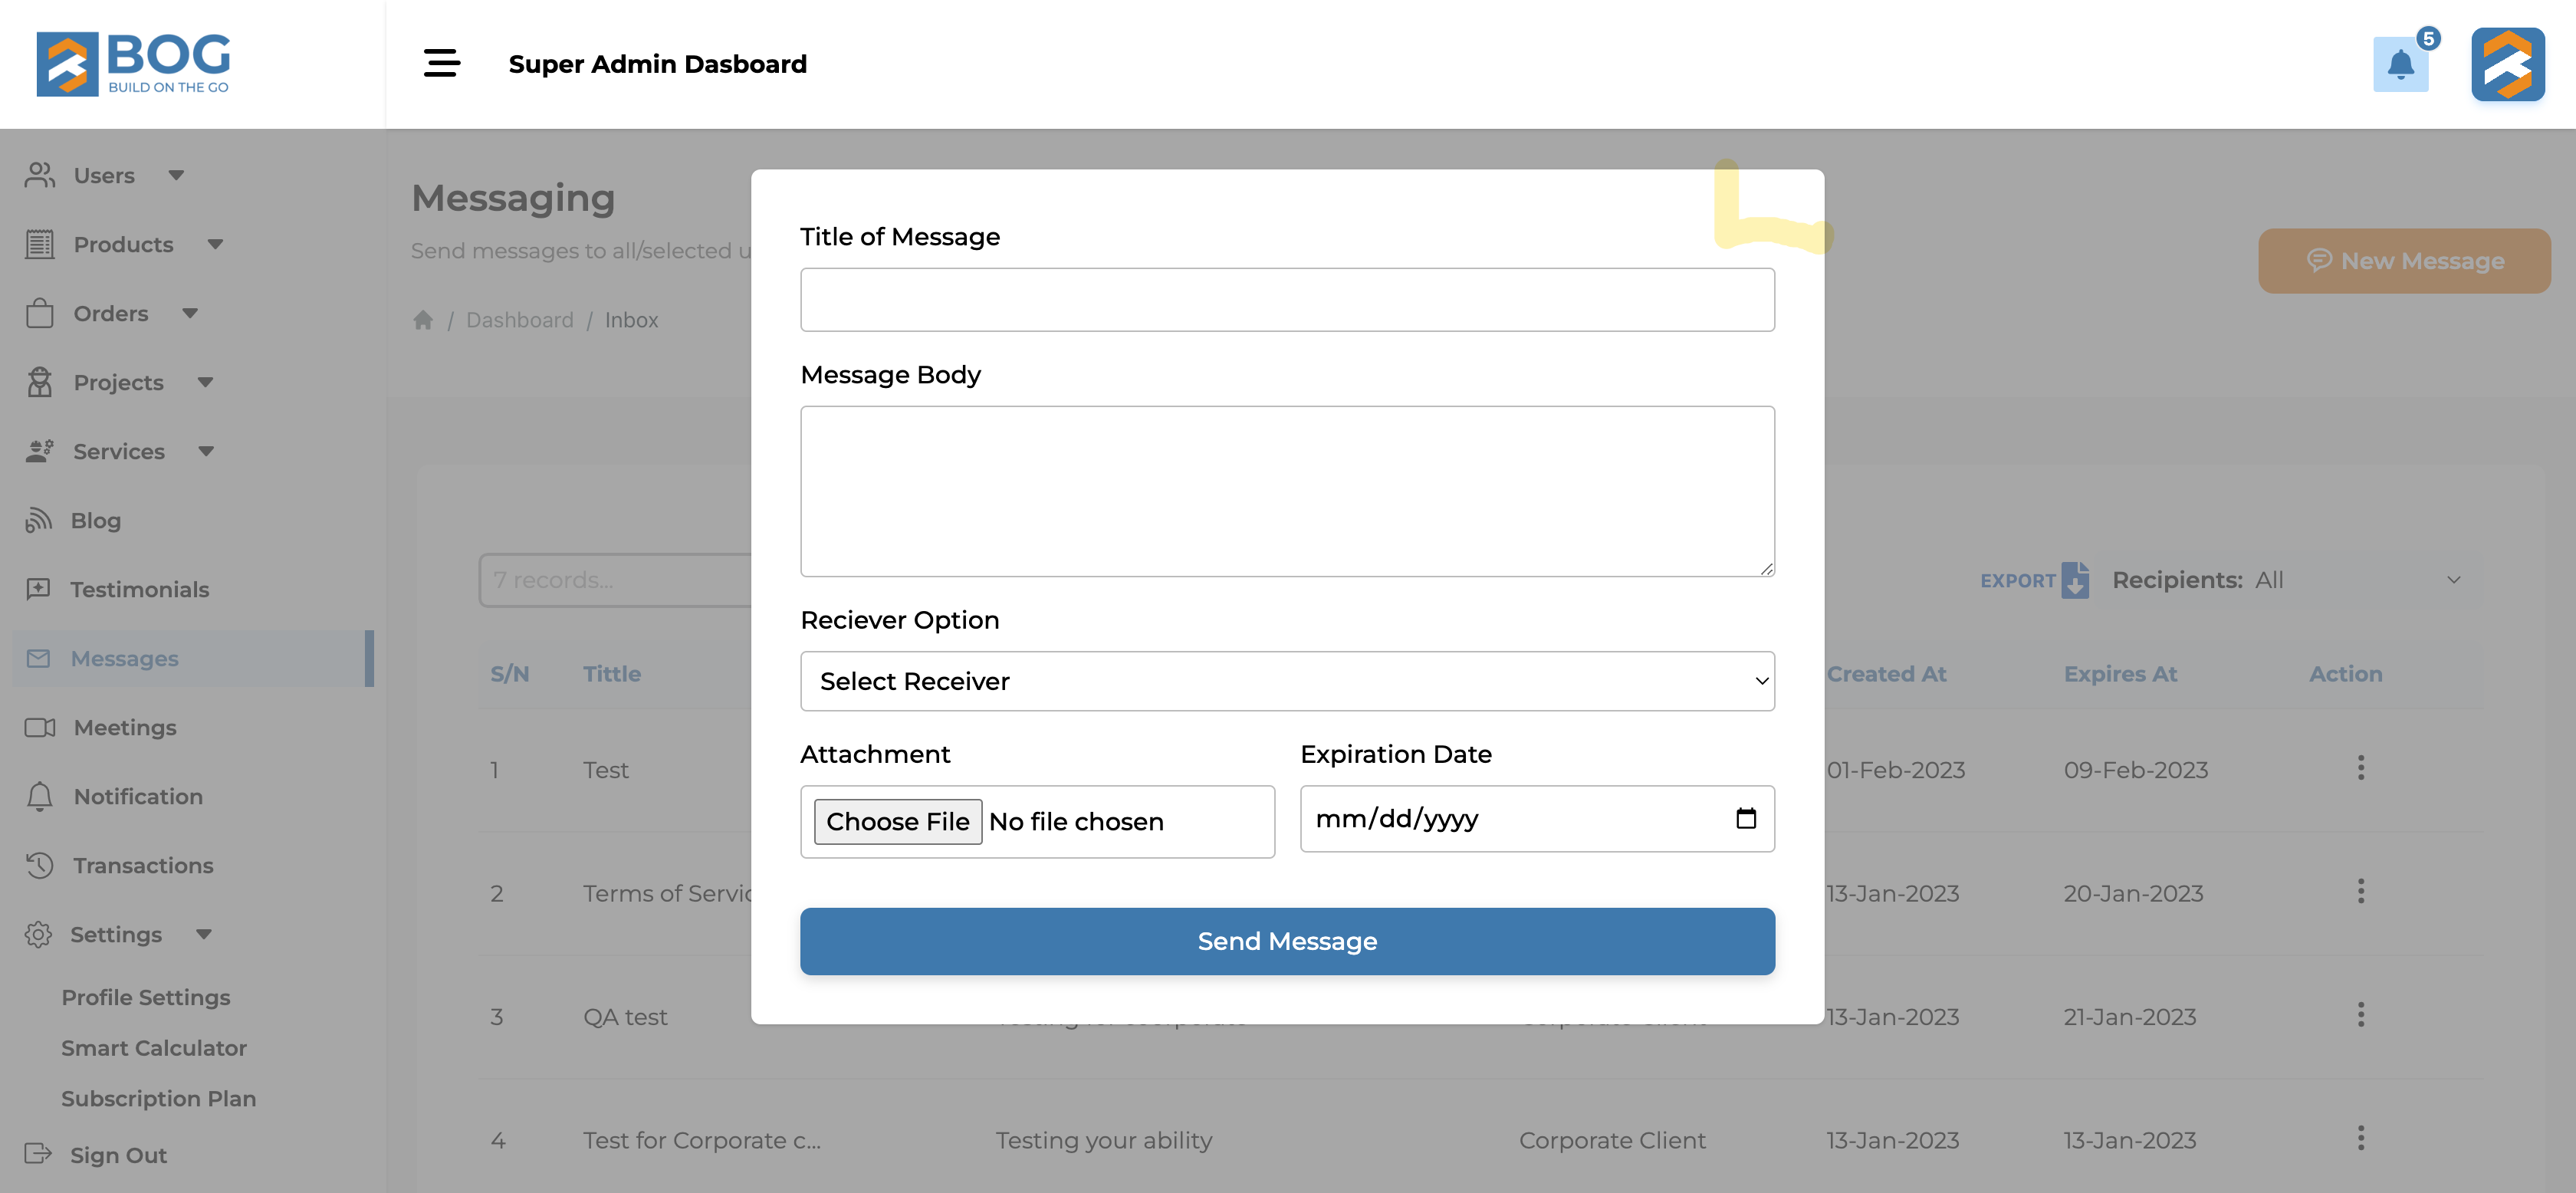 BOG
BUILD ON THE GO
Super Admin Dasboard
5
Users
Products
Orders
Projects
Services
Blog
Testimonials
Messages
Meetings
Notification
Transactions
Settings
Profile Settings
Smart Calculator
Subscription Plan
Sign Out
Messaging
Send messages to all/selected u
/ Dashboard / Inbox
New Message
Title of Message
Message Body
Reciever Option
Select Receiver
Attachment
Expiration Date
Choose File No file chosen
mm/dd/yyyy
Send Message
7 records...
EXPORT
Recipients: All
S/N Tittle Created At Expires At Action
1 Test 01-Feb-2023 09-Feb-2023
2 Terms of Servic 13-Jan-2023 20-Jan-2023
3 QA test 13-Jan-2023 21-Jan-2023
4 Test for Corporate c... Testing your ability Corporate Client 13-Jan-2023 13-Jan-2023